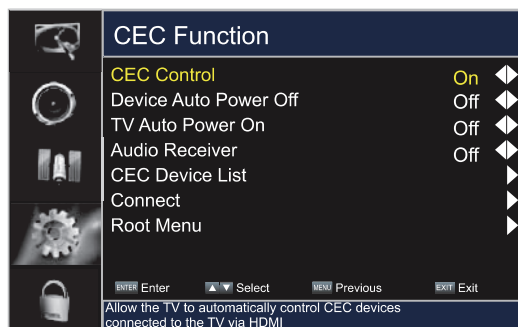 CEC Function
CEC Control On
Device Auto Power Off Off
TV Auto Power On Off
Audio Receiver Off
CEC Device List
Connect
Root Menu
ENTER Enter Select MENU Previous EXIT Exit
Allow the TV to automatically control CEC devices
connected to the TV via HDMI